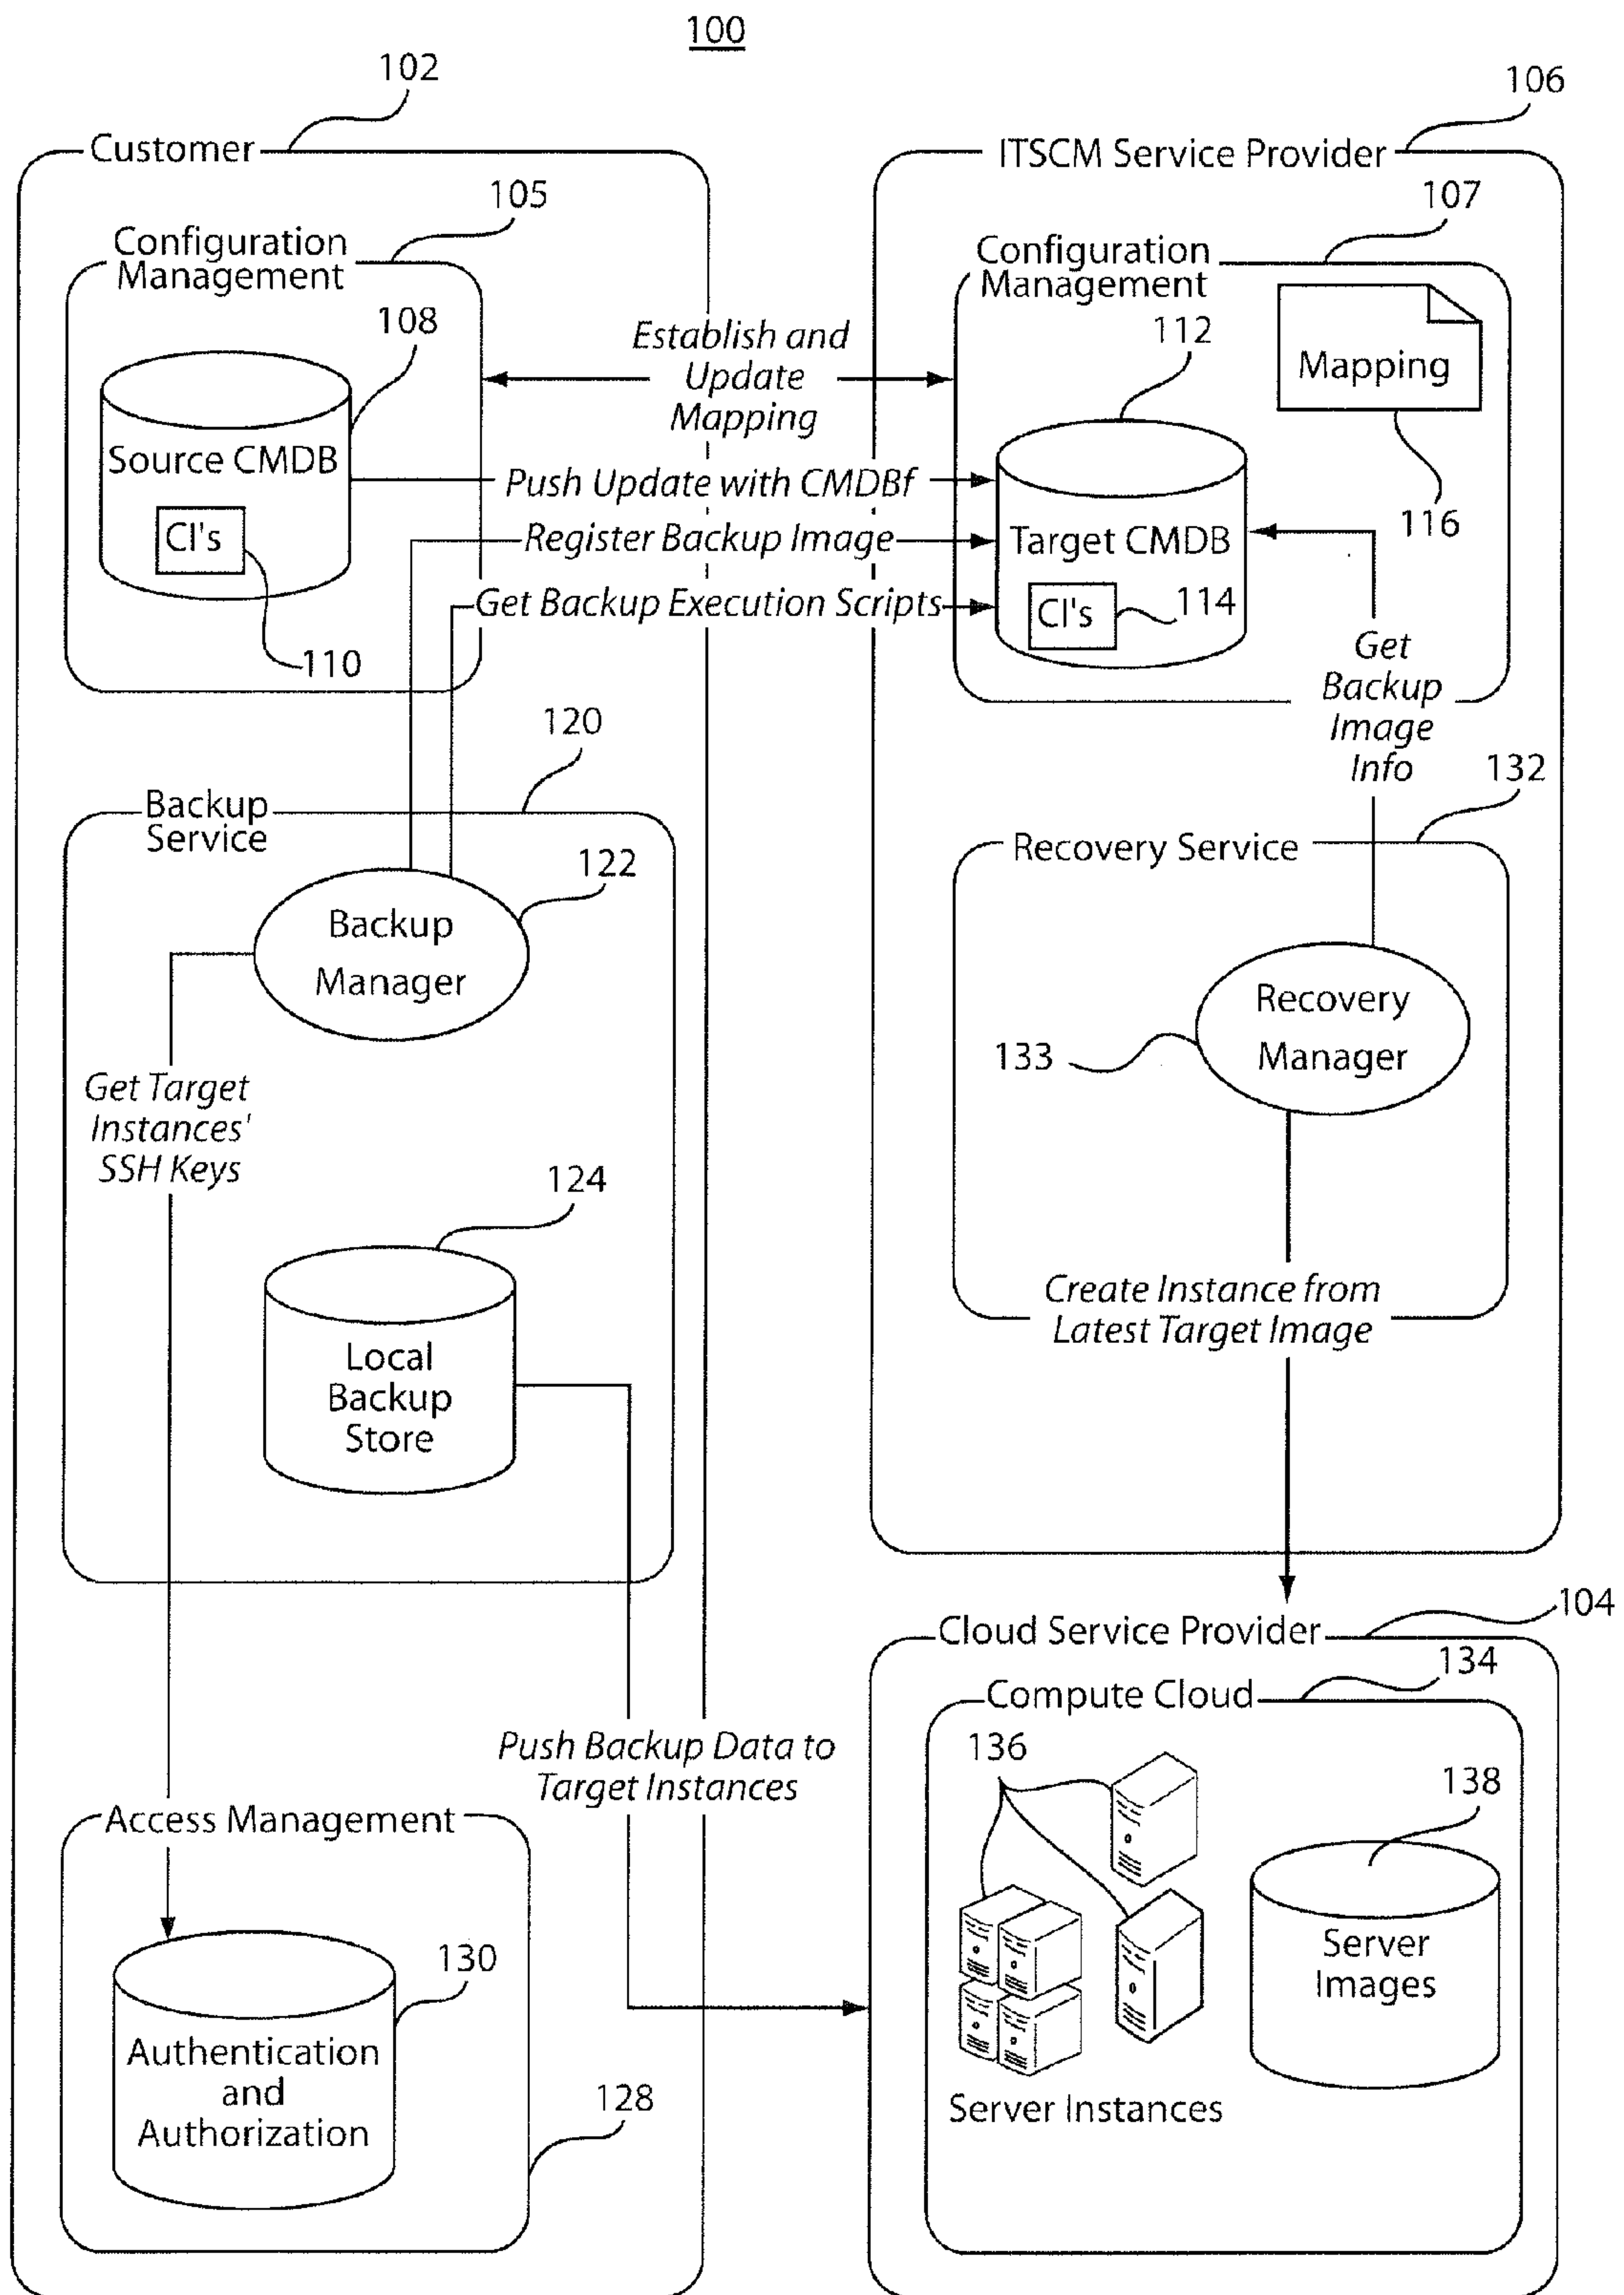 100
102
106
Customer
ITSCM Service Provider
105
107
Configuration
Management
Configuration
Management
108
112
Mapping
116
Establish and
Update
Mapping
Source CMDB
CI's
110
Push Update with CMDBf
Register Backup Image
Get Backup Execution Scripts
Target CMDB
CI's
114
Get
Backup
Image
Info
120
132
Backup
Service
Recovery Service
122
Backup
Manager
Recovery
Manager
133
Get Target
Instances'
SSH Keys
124
Local
Backup
Store
Create Instance from
Latest Target Image
104
Cloud Service Provider
134
Compute Cloud
Push Backup Data to
Target Instances
136
138
Access Management
130
Authentication
and
Authorization
128
Server
Images
Server Instances